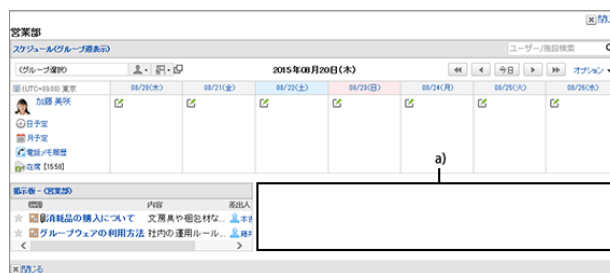 閉じ
営業部
スケジュール(グループ週表示)
ユーザー/施設検索
(グループ選択)
2015年08月20日(木)
今日
オプション
(UTC+09:00) 東京 08/20(木) 08/21(金) 08/22(土) 08/23(日) 08/24(月) 08/25(火) 08/26(水)
加藤 美咲
日予定
月予定
電話メモ履歴
在席 [15:50]
a)
掲示板 - (営業部)
標題 内容 差出人
消耗品の購入について 文房具や梱包材な...
グループウェアの利用方法 社内の運用ルール...
閉じる